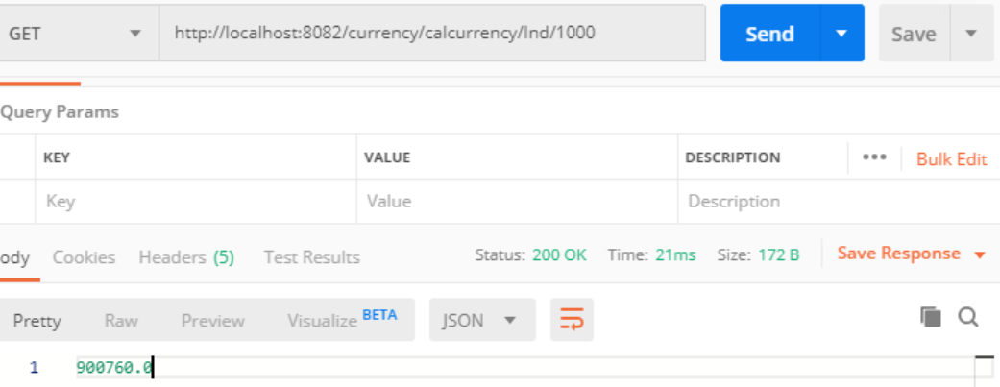 GET http://localhost:8082/currency/calcurrency/Ind/1000 Send Save
Query Params
KEY VALUE DESCRIPTION ••• Bulk Edit
Key Value Description
ody Cookies Headers (5) Test Results Status: 200 OK Time: 21ms Size: 172 B Save Response
Pretty Raw Preview Visualize BETA JSON
1 900760.0